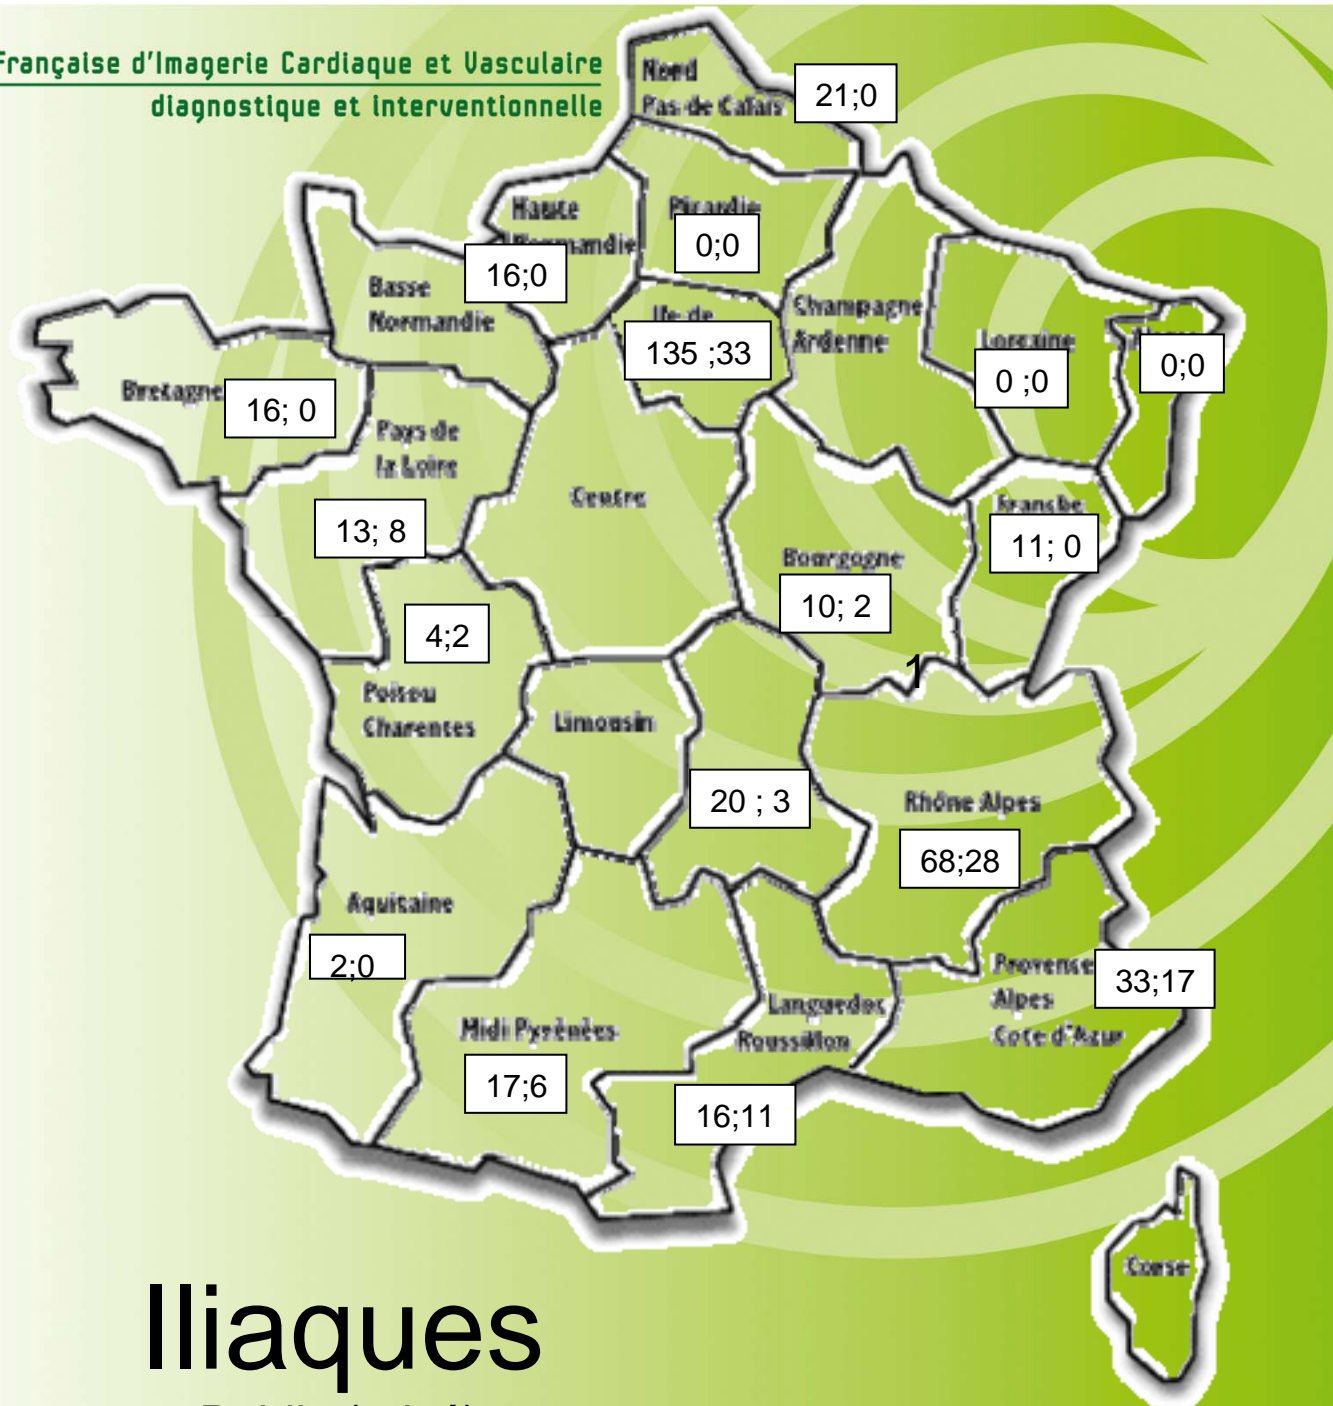 Française d'Imagerie Cardiaque et Vasculaire
diagnostique et interventionnelle
Nord
Pas de Calais
21;0
Haute
Normandie
16;0
Picardie
0;0
Basse
Normandie
Ile de
135 ;33
Champagne
Ardenne
Lorraine
0 ;0
0;0
Bretagne
16; 0
Pays de
la Loire
13; 8
Centre
Franche
11; 0
Bourgogne
10; 2
1
4;2
Poitou
Charentes
Limousin
20 ; 3
Rhône Alpes
68;28
Aquitaine
2;0
Provence
Alpes
Cote d'Azur
33;17
Midi Pyrénées
17;6
Languedoc
Roussillon
16;11
Corse
Iliaques